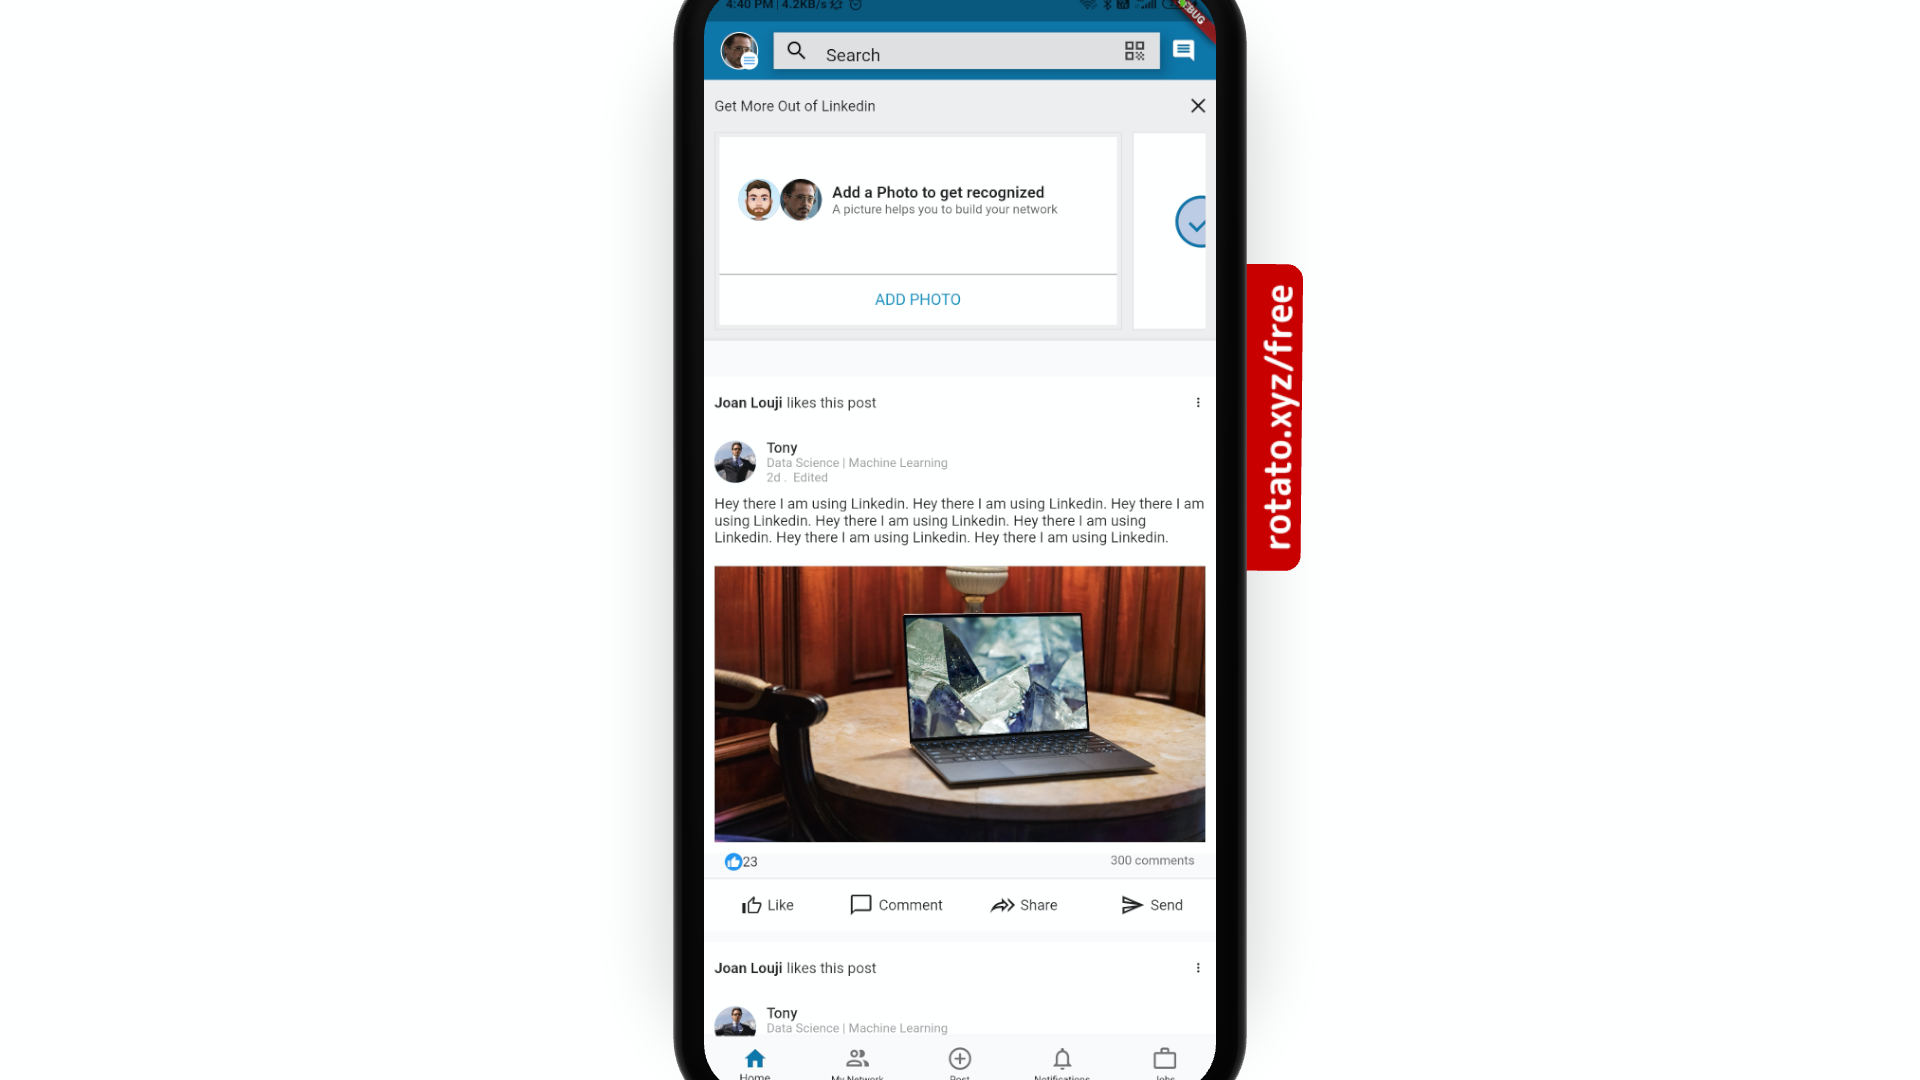 4:40 PM | 4.2KB/s
Search
Get More Out of Linkedin
Add a Photo to get recognized
A picture helps you to build your network
ADD PHOTO
Joan Louji likes this post
Tony
Data Science | Machine Learning
2d . Edited
Hey there I am using Linkedin. Hey there I am using Linkedin. Hey there I am
using Linkedin. Hey there I am using Linkedin. Hey there I am using
Linkedin. Hey there I am using Linkedin. Hey there I am using Linkedin.
23
300 comments
Like
Comment
Share
Send
Joan Louji likes this post
Tony
Data Science | Machine Learning
Home
My Network
Post
Notifications
Jobs
rotato.xyz/free